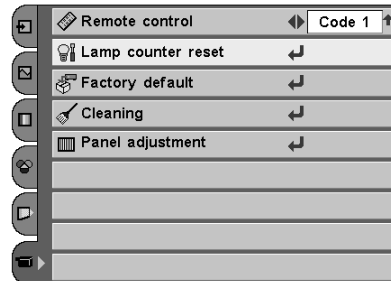 Remote control Code 1
Lamp counter reset
Factory default
Cleaning
Panel adjustment